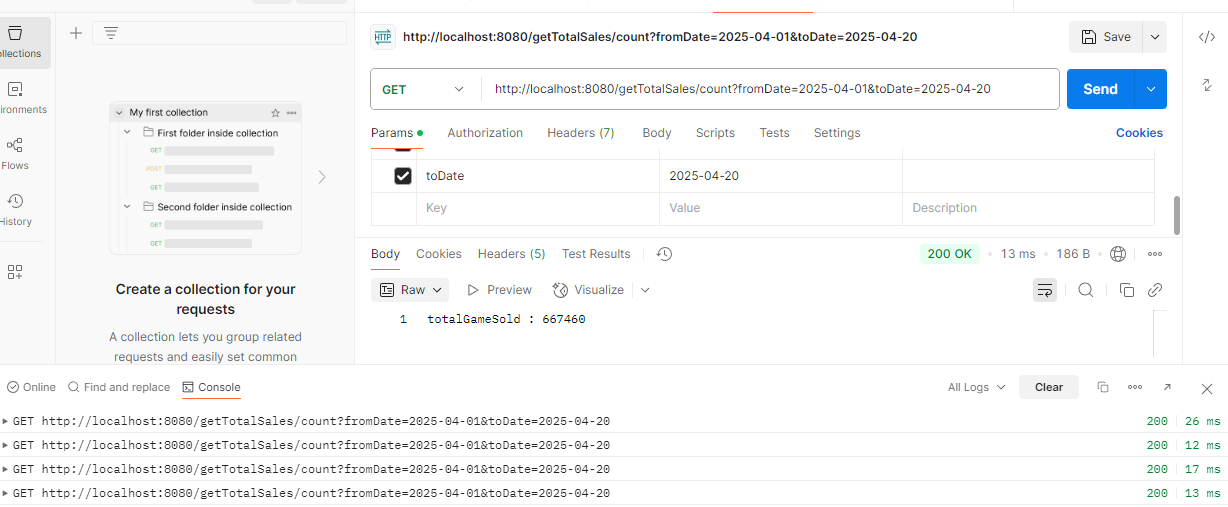 HTTP http://localhost:8080/getTotalSales/count?fromDate=2025-04-01&toDate=2025-04-20 Save
GET http://localhost:8080/getTotalSales/count?fromDate=2025-04-01&toDate=2025-04-20 Send
Params Authorization Headers (7) Body Scripts Tests Settings Cookies
toDate 2025-04-20
Key Value Description
Body Cookies Headers (5) Test Results 200 OK 13 ms 186 B
Raw Preview Visualize
1 totalGameSold : 667460
ollections
ironments
Flows
History
My first collection
First folder inside collection
GET
POST
GET
Second folder inside collection
GET
GET
Create a collection for your
requests
A collection lets you group related
requests and easily set common
Online Find and replace Console All Logs Clear
GET http://localhost:8080/getTotalSales/count?fromDate=2025-04-01&toDate=2025-04-20 200 26 ms
GET http://localhost:8080/getTotalSales/count?fromDate=2025-04-01&toDate=2025-04-20 200 12 ms
GET http://localhost:8080/getTotalSales/count?fromDate=2025-04-01&toDate=2025-04-20 200 17 ms
GET http://localhost:8080/getTotalSales/count?fromDate=2025-04-01&toDate=2025-04-20 200 13 ms